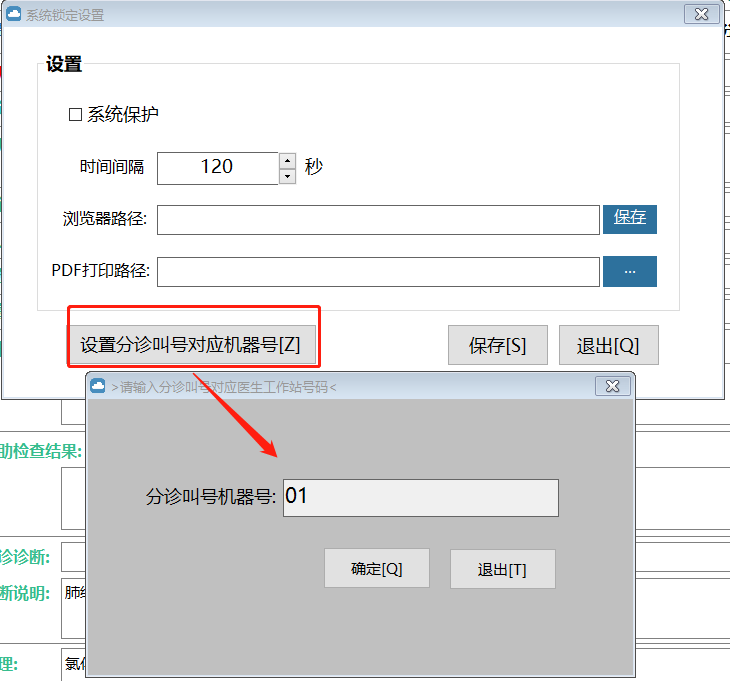 系统锁定设置
设置
系统保护
时间间隔 120 秒
浏览器路径: 保存
PDF打印路径: ...
设置分诊叫号对应机器号[Z] 保存[S] 退出[Q]
>请输入分诊叫号对应医生工作站号码<
助检查结果:
分诊叫号机器号: 01
诊诊断:
确定[Q] 退出[T]
断说明: 肺
理: 氯